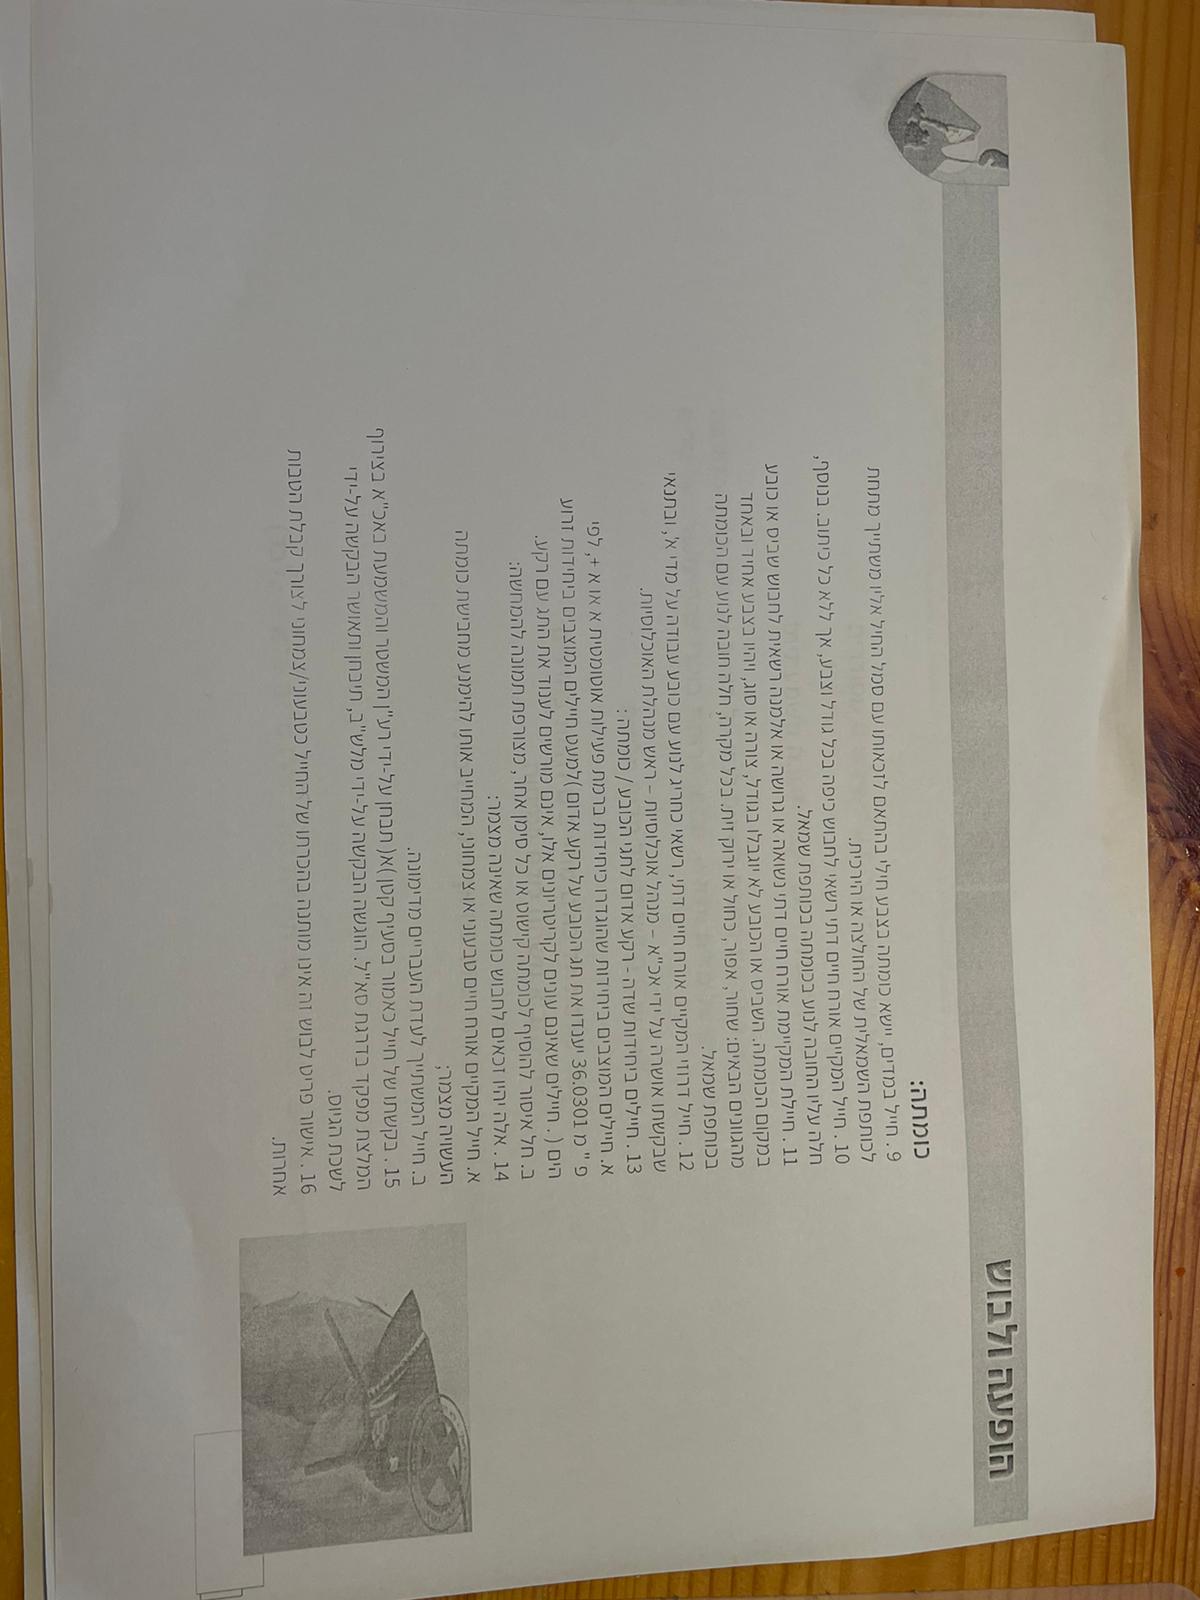 הופעה ולבוש
כומתה:
9 . חייל במדים, יישא כומתה בצבע חילי בהתאם לזכאותו עם סמל החיל אליו משתייך מתחת
לכותפת השמאלית של החולצה או הירכית.
10 . חייל המקיים אורח חיים דתי רשאי לחבוש כיפה בכל גודל וצבע, אך ללא כל כיתוב. בנוסף,
חלה עליו החובה לנוע בכומתה בכותפת שמאל.
11 . חיילת המקיימת אורח חיים דתי נשואה או גרושה או אלמנה רשאית לחבוש שביס או כובע
במקום הכומתה. השביס או הכובע לא יוגבלו בגודל, צורה או סוג, ויהיו בצבע אחיד ובאחד
מהגוונים הבאים: שחור, אפור, כחול או ירוק זית. בכל מקרה, חלה חובה לנוע עם הכומתה
בכותפת שמאל.
12 . חייל דרוזי המקיים אורח חיים דתי, רשאי כחריג לנוע עם כובע עבודה על מדי א', ובתנאי
שבקשתו אושרה על ידי אכ"א – מנהל אוכלוסיות – ראש מנהלת האוכלוסיות.
13 . חיילים ביחידות שדה - רקע אדום לתגי הכובע / כומתה :
א. חיילים המוצבים ביחידות שהוגדרו כיחידות ברמת פעילות אוטומטית א או א +, לפי
פ " מ 36.0301 יענדו את תג הכובע על רקע אדום )למעט חיילים המוצבים ביחידות זרוע
הים ( . חיילים שאינם עונים לקריטריונים אלו, אינם מורשים לענוד את התג עם רקע.
ב. חל איסור להוסיף לכומתה קישוט או כל סימן אחר, מצורפת תמונה להמחשה:
14 . אלה יהיו זכאים לחבוש כומתה שאינה מצמר:
א. חייל המקיים אורח חיים טבעוני או צמחוני, המחייב אותו להימנע מחבישת כומתה
העשויה מצמר;
ב. חייל המשתייך לעדת העבריים מדימונה.
15 . בקשתו של חייל כאמור בסעיף קטן )א( תבחן על-ידי רע"ן המשטר והמשמעת באכ"א בצירוף
המלצת מפקד בדרגת סא"ל. הוגשה הבקשה על-ידי מלש"ב, תיבחן ותאושר הבקשה על-ידי
לשכת הגיוס.
16 . אישור פריט לבוש זה אינו מותנה בהכרתו של החייל כטבעוני/צמחוני לצורך קבלת הטבות
אחרות.